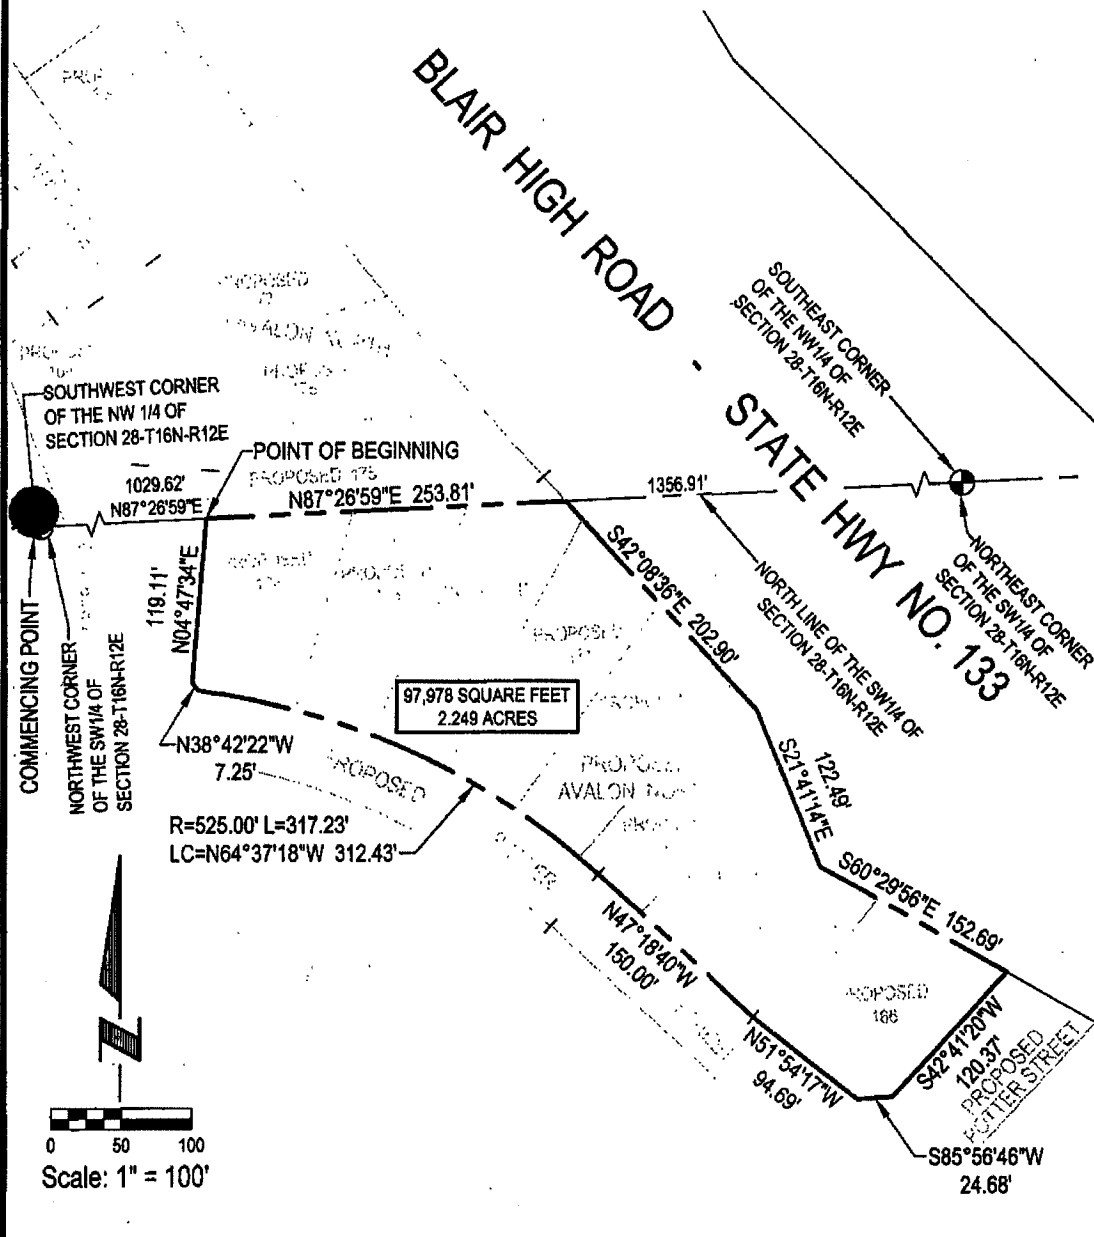 BLAIR HIGH ROAD - STATE HWY NO. 133
PROPOSED
SOUTHEAST CORNER
OF THE NW1/4 OF
SECTION 28-T16N-R12E
SOUTHWEST CORNER
OF THE NW 1/4 OF
SECTION 28-T16N-R12E
POINT OF BEGINNING
PROPOSED 175
1029.62'
N87°26'59"E
N87°26'59"E 253.81'
1356.91'
S42°08'36"E 202.90'
NORTHEAST CORNER
OF THE SW1/4 OF
SECTION 28-T16N-R12E
NORTH LINE OF THE SW1/4 OF
SECTION 28-T16N-R12E
119.11'
N04°47'34"E
COMMENCING POINT
NORTHWEST CORNER
OF THE SW1/4 OF
SECTION 28-T16N-R12E
97,978 SQUARE FEET
2.249 ACRES
N38°42'22"W
7.25'
PROPOSED
AVALON
R=525.00' L=317.23'
LC=N64°37'18"W 312.43'
122.49'
S21°41'14"E
S60°29'56"E 152.69'
N47°18'40"W
150.00'
PROPOSED
166
N51°54'17"W
94.69'
S42°41'20"W
120.37'
PROPOSED
POTTER STREET
S85°56'46"W
24.68'
0 50 100
Scale: 1" = 100'